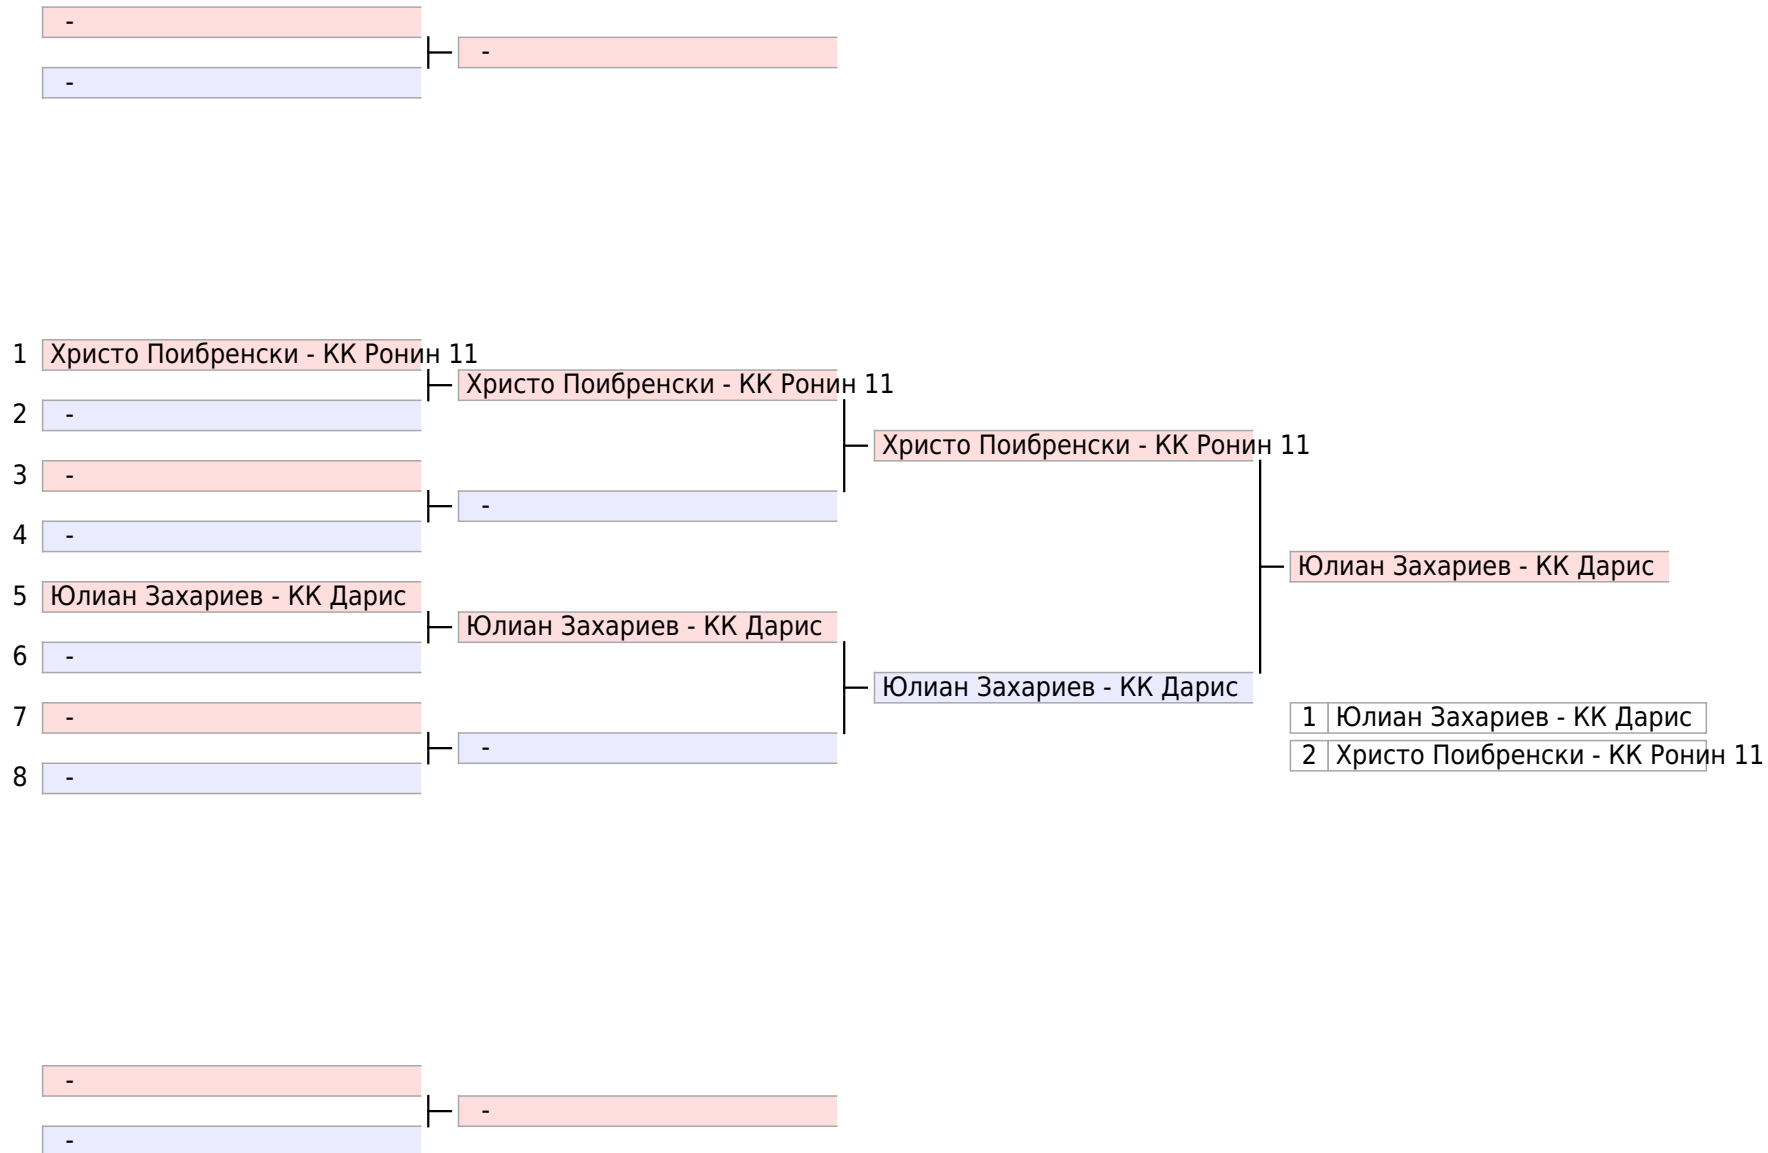 -
-
-
1 Христо Поибренски - КК Ронин 11
Христо Поибренски - КК Ронин 11
2 -
Христо Поибренски - КК Ронин 11
3 -
-
4 -
Юлиан Захариев - КК Дарис
5 Юлиан Захариев - КК Дарис
Юлиан Захариев - КК Дарис
6 -
Юлиан Захариев - КК Дарис
7 -
1 Юлиан Захариев - КК Дарис
-
2 Христо Поибренски - КК Ронин 11
8 -
-
-
-